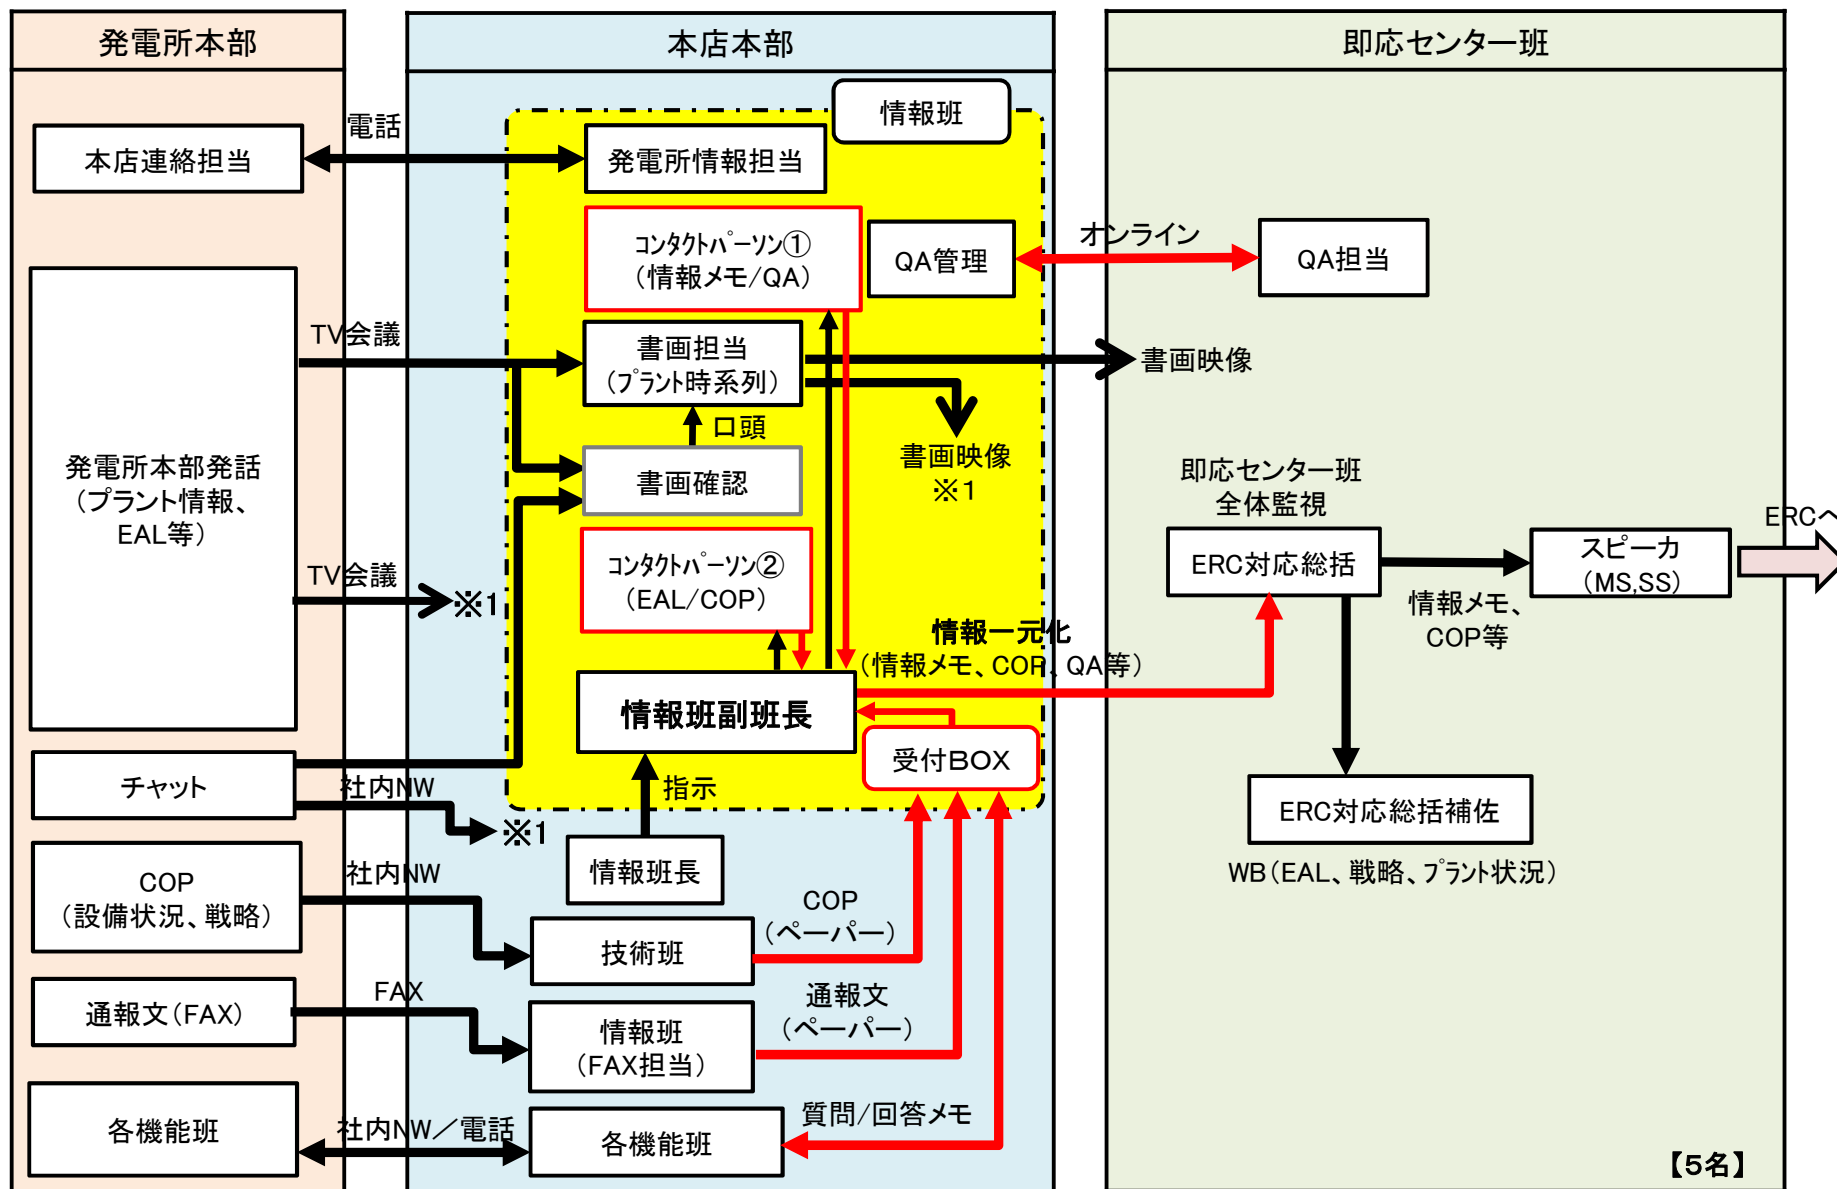 発電所本部
本店本部
即応センター班
情報班
電話
本店連絡担当
発電所情報担当
コンタクトパーソン①
(情報メモ/QA)
QA管理
オンライン
QA担当
TV会議
書画担当
(プラント時系列)
書画映像
口頭
書画確認
書画映像
※1
発電所本部発話
(プラント情報、
EAL等)
コンタクトパーソン②
(EAL/COP)
TV会議
※1
即応センター班
全体監視
ERC対応総括
スピーカ
(MS,SS)
ERCへ
情報メモ、
COP等
情報一元化
(情報メモ、COP、QA等)
情報班副班長
受付BOX
チャット
社内NW
※1
指示
情報班長
ERC対応総括補佐
WB(EAL、戦略、プラント状況)
COP
(設備状況、戦略)
社内NW
技術班
COP
(ペーパー)
通報文(FAX)
FAX
情報班
(FAX担当)
通報文
(ペーパー)
各機能班
社内NW/電話
各機能班
質問/回答メモ
【5名】